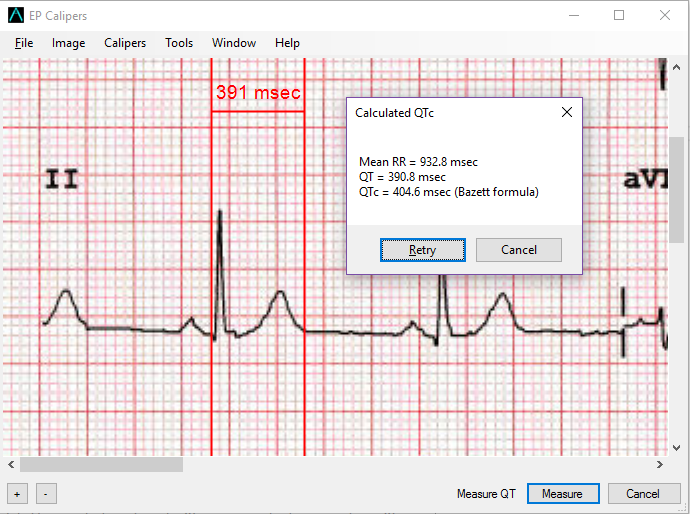 EP Calipers
File Image Calipers Tools Window Help
391 msec
Calculated QTc
Mean RR = 932.8 msec
QT = 390.8 msec
QTc = 404.6 msec (Bazett formula)
Retry Cancel
II
+ - Measure QT Measure Cancel